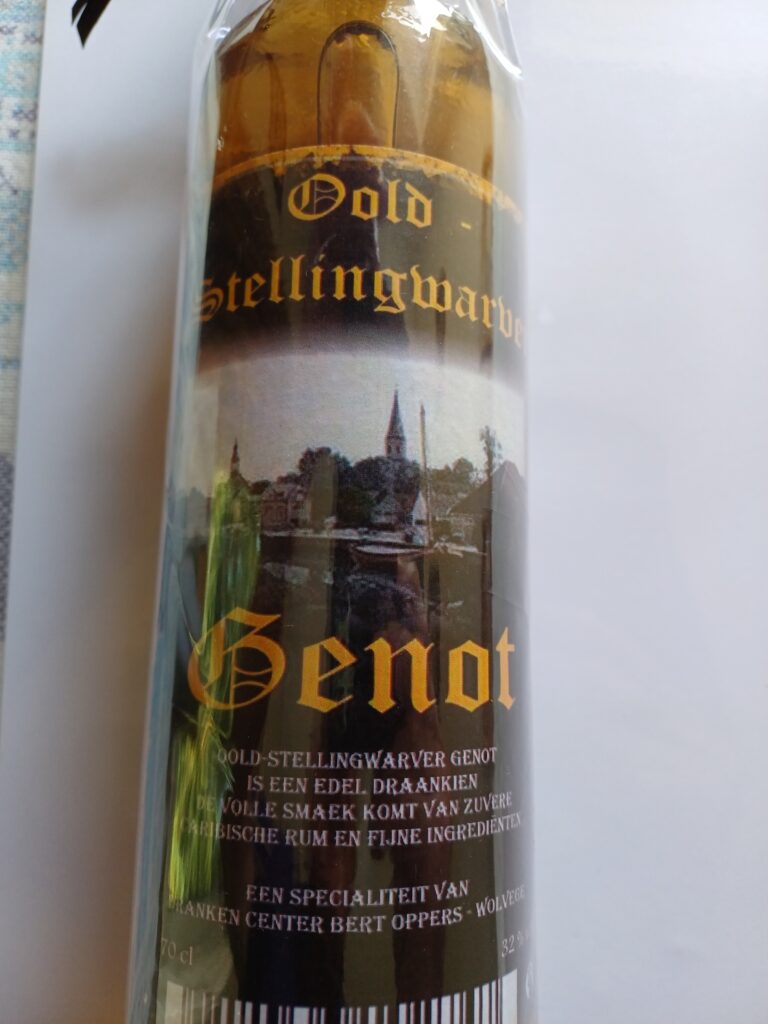 Oold -
Stellingwarver
Genot
OOLD-STELLINGWARVER GENOT
IS EEN EDEL DRAANKIEN
DE VOLLE SMAEK KOMT VAN ZUVERE
CARIBISCHE RUM EN FIJNE INGREDIËNTEN
EEN SPECIALITEIT VAN
DRANKEN CENTER BERT OPPERS - WOLVEGE
70 cl
32 %